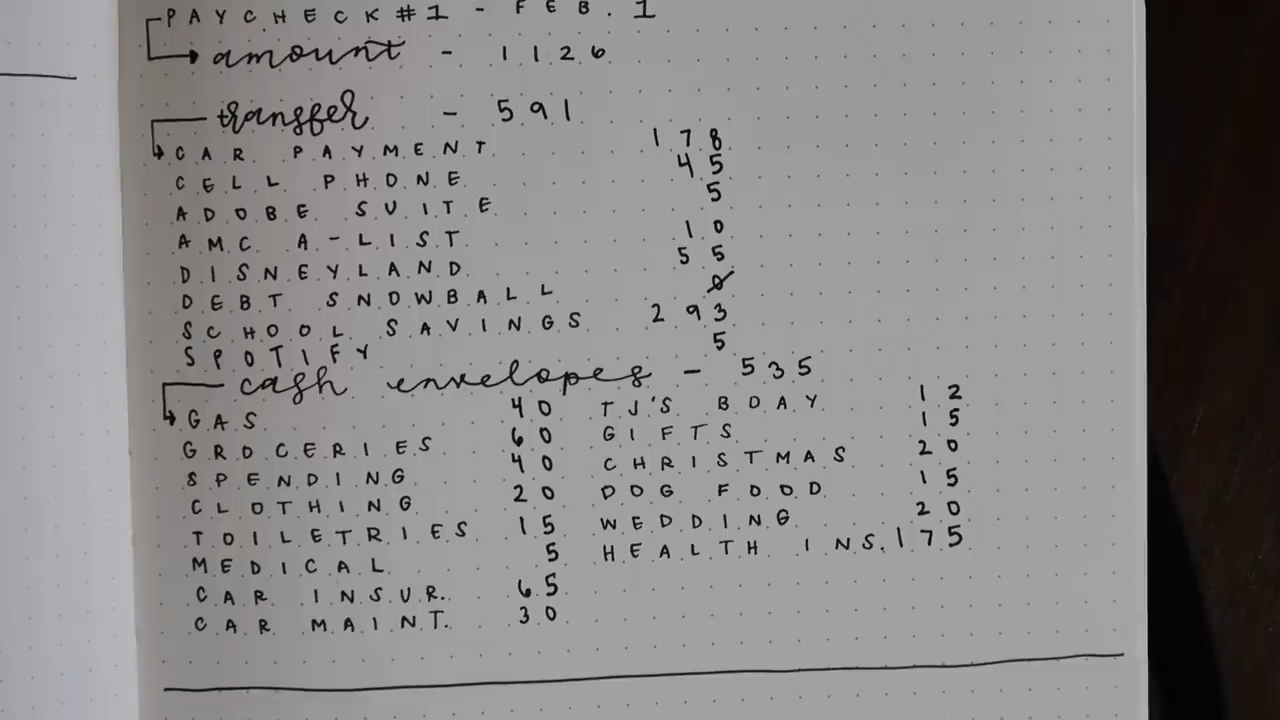 PAYCHECK #1 - FEB. 1
amount - 1126
transfer - 591
CAR PAYMENT 178
CELL PHONE 45
ADOBE SUITE 5
AMC A-LIST 10
DISNEYLAND 55
DEBT SNOWBALL 0
SCHOOL SAVINGS 293
SPOTIFY 5
cash envelopes - 535
GAS 40 TJ'S BDAY 12
GROCERIES 60 GIFTS 15
SPENDING 40 CHRISTMAS 20
CLOTHING 20 DOG FOOD 15
TOILETRIES 15 WEDDING 20
MEDICAL 5 HEALTH INS. 175
CAR INSUR. 65
CAR MAINT. 30